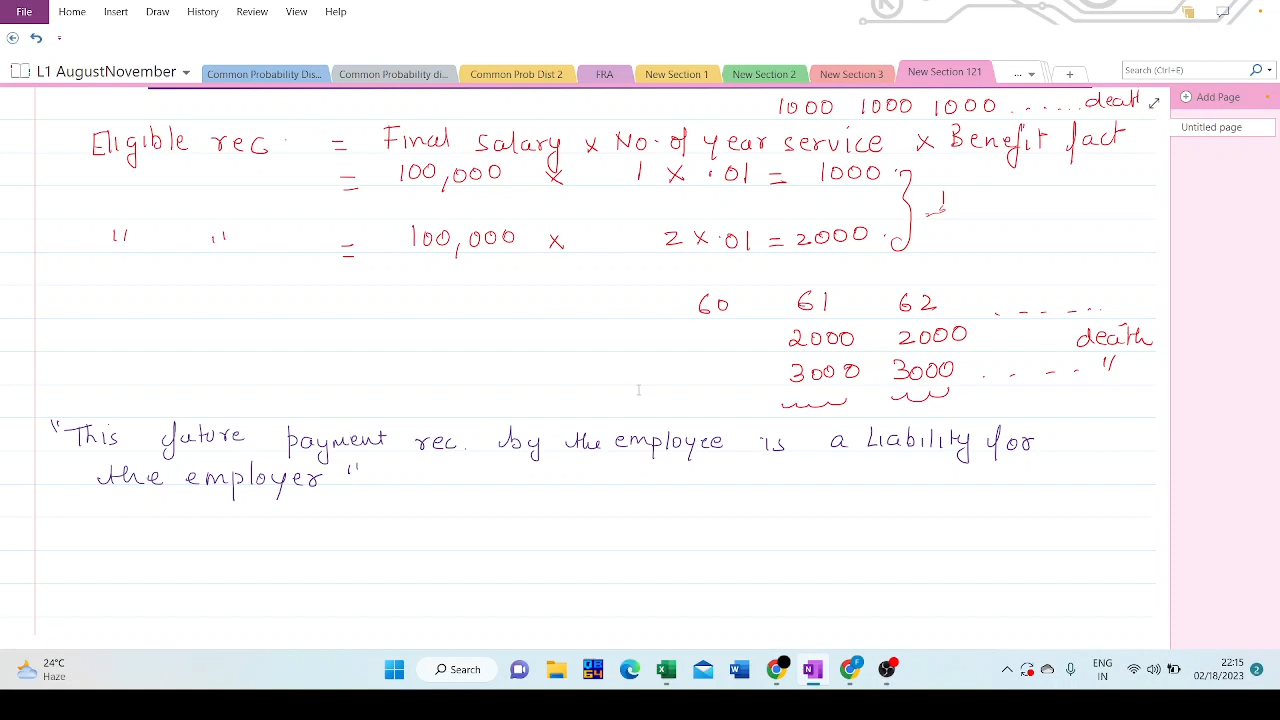 File Home Insert Draw History Review View Help
L1 AugustNovember Common Probability Dis... Common Probability di... Common Prob Dist 2 FRA New Section 1 New Section 2 New Section 3 New Section 121 ... + Search (Ctrl+E)
Add Page
Untitled page
1000 1000 1000 ...... death
Eligible rec = Final salary x No. of year service x Benefit fact
= 100,000 x 1 x .01 = 1000
" " = 100,000 x 2 x .01 = 2000
60 61 62 ......
2000 2000 death
3000 3000 ...... "
"This future payment rec. by the employee is a liability for
the employer"
24°C
Haze
Search
ENG
IN
22:15
02/18/2023
2